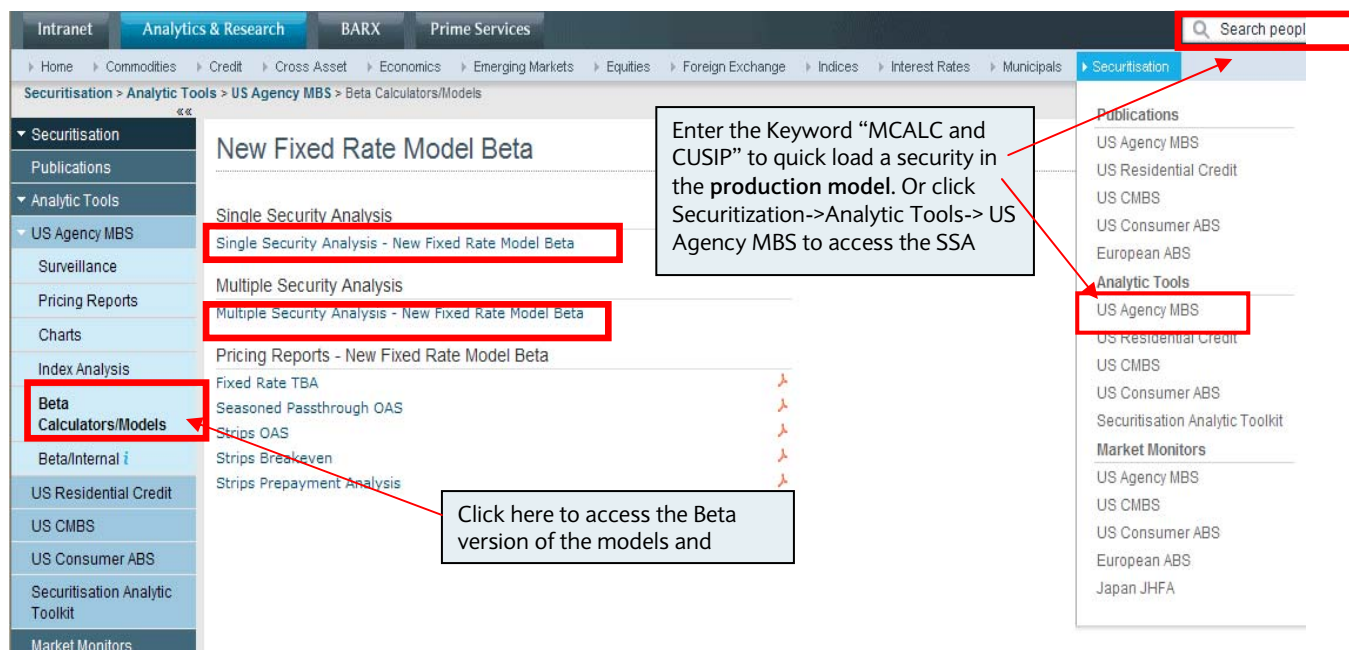 Intranet Analytics & Research BARX Prime Services
Search peopl
Home Commodities Credit Cross Asset Economics Emerging Markets Equities Foreign Exchange Indices Interest Rates Municipals Securitisation
Securitisation > Analytic Tools > US Agency MBS > Beta Calculators/Models
««
Securitisation
Publications
Analytic Tools
US Agency MBS
Surveillance
Pricing Reports
Charts
Index Analysis
Beta
Calculators/Models
Beta/Internal i
US Residential Credit
US CMBS
US Consumer ABS
Securitisation Analytic
Toolkit
Market Monitors
New Fixed Rate Model Beta
Single Security Analysis
Single Security Analysis - New Fixed Rate Model Beta
Multiple Security Analysis
Multiple Security Analysis - New Fixed Rate Model Beta
Pricing Reports - New Fixed Rate Model Beta
Fixed Rate TBA
Seasoned Passthrough OAS
Strips OAS
Strips Breakeven
Strips Prepayment Analysis
Enter the Keyword “MCALC and
CUSIP” to quick load a security in
the production model. Or click
Securitization->Analytic Tools-> US
Agency MBS to access the SSA
Click here to access the Beta
version of the models and
Publications
US Agency MBS
US Residential Credit
US CMBS
US Consumer ABS
European ABS
Analytic Tools
US Agency MBS
US Residential Credit
US CMBS
US Consumer ABS
Securitisation Analytic Toolkit
Market Monitors
US Agency MBS
US CMBS
US Consumer ABS
European ABS
Japan JHFA